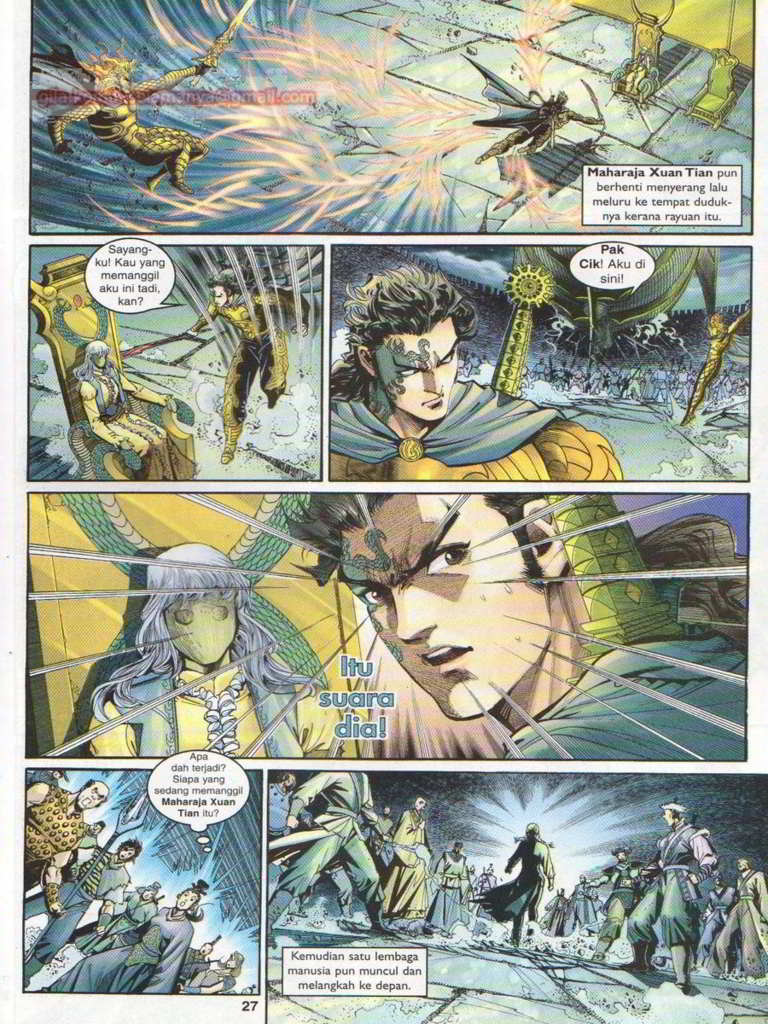 Maharaja Xuan Tian pun
berhenti menyerang lalu
meluru ke tempat duduk-
nya kerana rayuan itu.
Sayang-
ku! Kau yang
memanggil
aku ini tadi,
kan?
Pak
Cik! Aku di
sini!
Itu
suara
dia!
Apa
dah terjadi?
Siapa yang
sedang memanggil
Maharaja Xuan
Tian itu?
Kemudian satu lembaga
manusia pun muncul dan
melangkah ke depan.
27